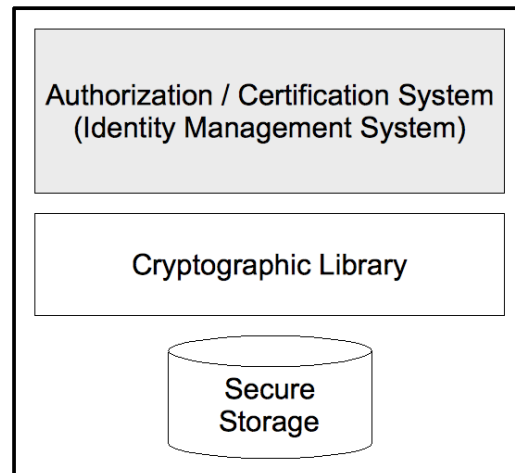 Authorization / Certification System
(Identity Management System)
Cryptographic Library
Secure
Storage